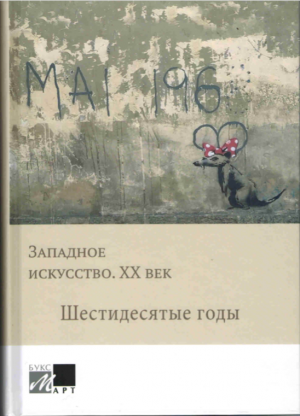 MAI 196
ЗАПАДНОЕ
ИСКУССТВО. XX ВЕК
Шестидесятые годы
БУКС
МАРТ